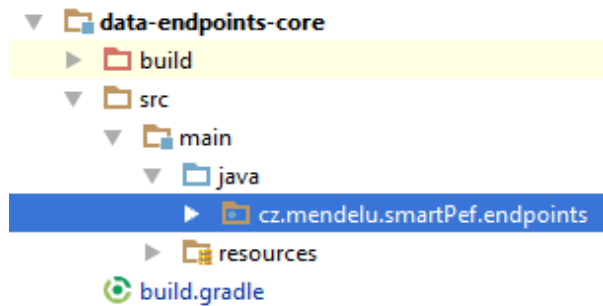 data-endpoints-core
build
src
main
java
cz.mendelu.smartPef.endpoints
resources
build.gradle